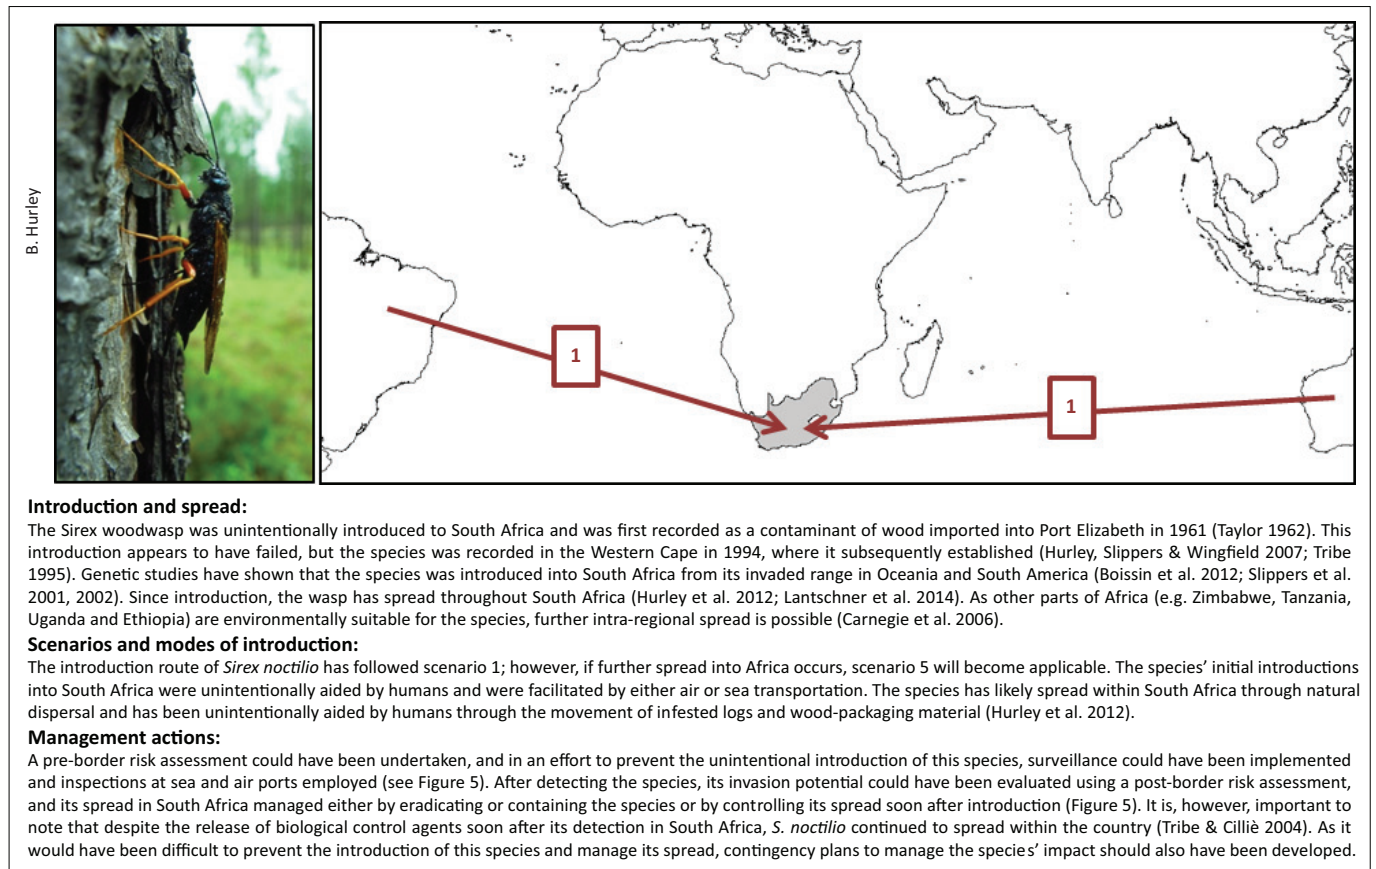 B. Hurley
1
1
Introduction and spread:
The Sirex woodwasp was unintentionally introduced to South Africa and was first recorded as a contaminant of wood imported into Port Elizabeth in 1961 (Taylor 1962). This
introduction appears to have failed, but the species was recorded in the Western Cape in 1994, where it subsequently established (Hurley, Slippers & Wingfield 2007; Tribe
1995). Genetic studies have shown that the species was introduced into South Africa from its invaded range in Oceania and South America (Boissin et al. 2012; Slippers et al.
2001, 2002). Since introduction, the wasp has spread throughout South Africa (Hurley et al. 2012; Lantschner et al. 2014). As other parts of Africa (e.g. Zimbabwe, Tanzania,
Uganda and Ethiopia) are environmentally suitable for the species, further intra-regional spread is possible (Carnegie et al. 2006).
Scenarios and modes of introduction:
The introduction route of Sirex noctilio has followed scenario 1; however, if further spread into Africa occurs, scenario 5 will become applicable. The species’ initial introductions
into South Africa were unintentionally aided by humans and were facilitated by either air or sea transportation. The species has likely spread within South Africa through natural
dispersal and has been unintentionally aided by humans through the movement of infested logs and wood-packaging material (Hurley et al. 2012).
Management actions:
A pre-border risk assessment could have been undertaken, and in an effort to prevent the unintentional introduction of this species, surveillance could have been implemented
and inspections at sea and air ports employed (see Figure 5). After detecting the species, its invasion potential could have been evaluated using a post-border risk assessment,
and its spread in South Africa managed either by eradicating or containing the species or by controlling its spread soon after introduction (Figure 5). It is, however, important to
note that despite the release of biological control agents soon after its detection in South Africa, S. noctilio continued to spread within the country (Tribe & Cilliè 2004). As it
would have been difficult to prevent the introduction of this species and manage its spread, contingency plans to manage the species’ impact should also have been developed.